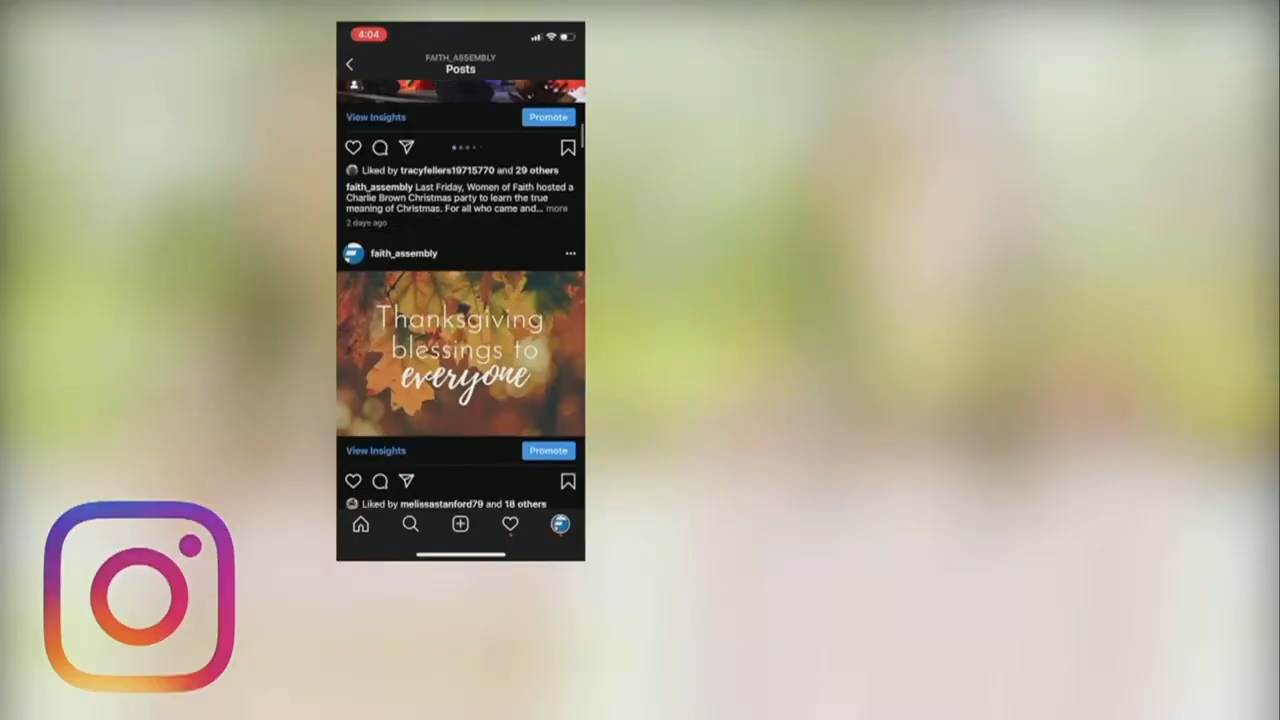 4:04
FAITH_ASSEMBLY
Posts
View Insights
Promote
Liked by tracyfellers19715770 and 29 others
faith_assembly Last Friday, Women of Faith hosted a
Charlie Brown Christmas party to learn the true
meaning of Christmas. For all who came and... more
2 days ago
faith_assembly
Thanksgiving
blessings to
everyone
View Insights
Promote
Liked by melissastanford79 and 18 others